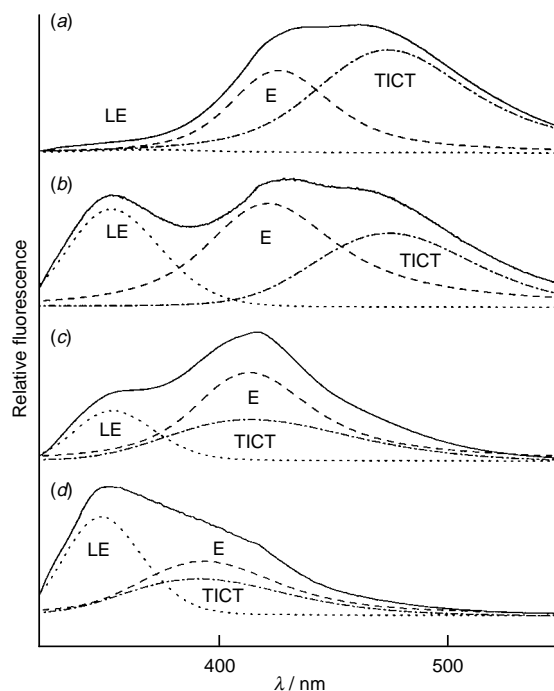 (a)
LE
E
TICT
(b)
LE
E
TICT
(c)
LE
E
TICT
(d)
LE
E
TICT
Relative fluorescence
400
500
λ / nm